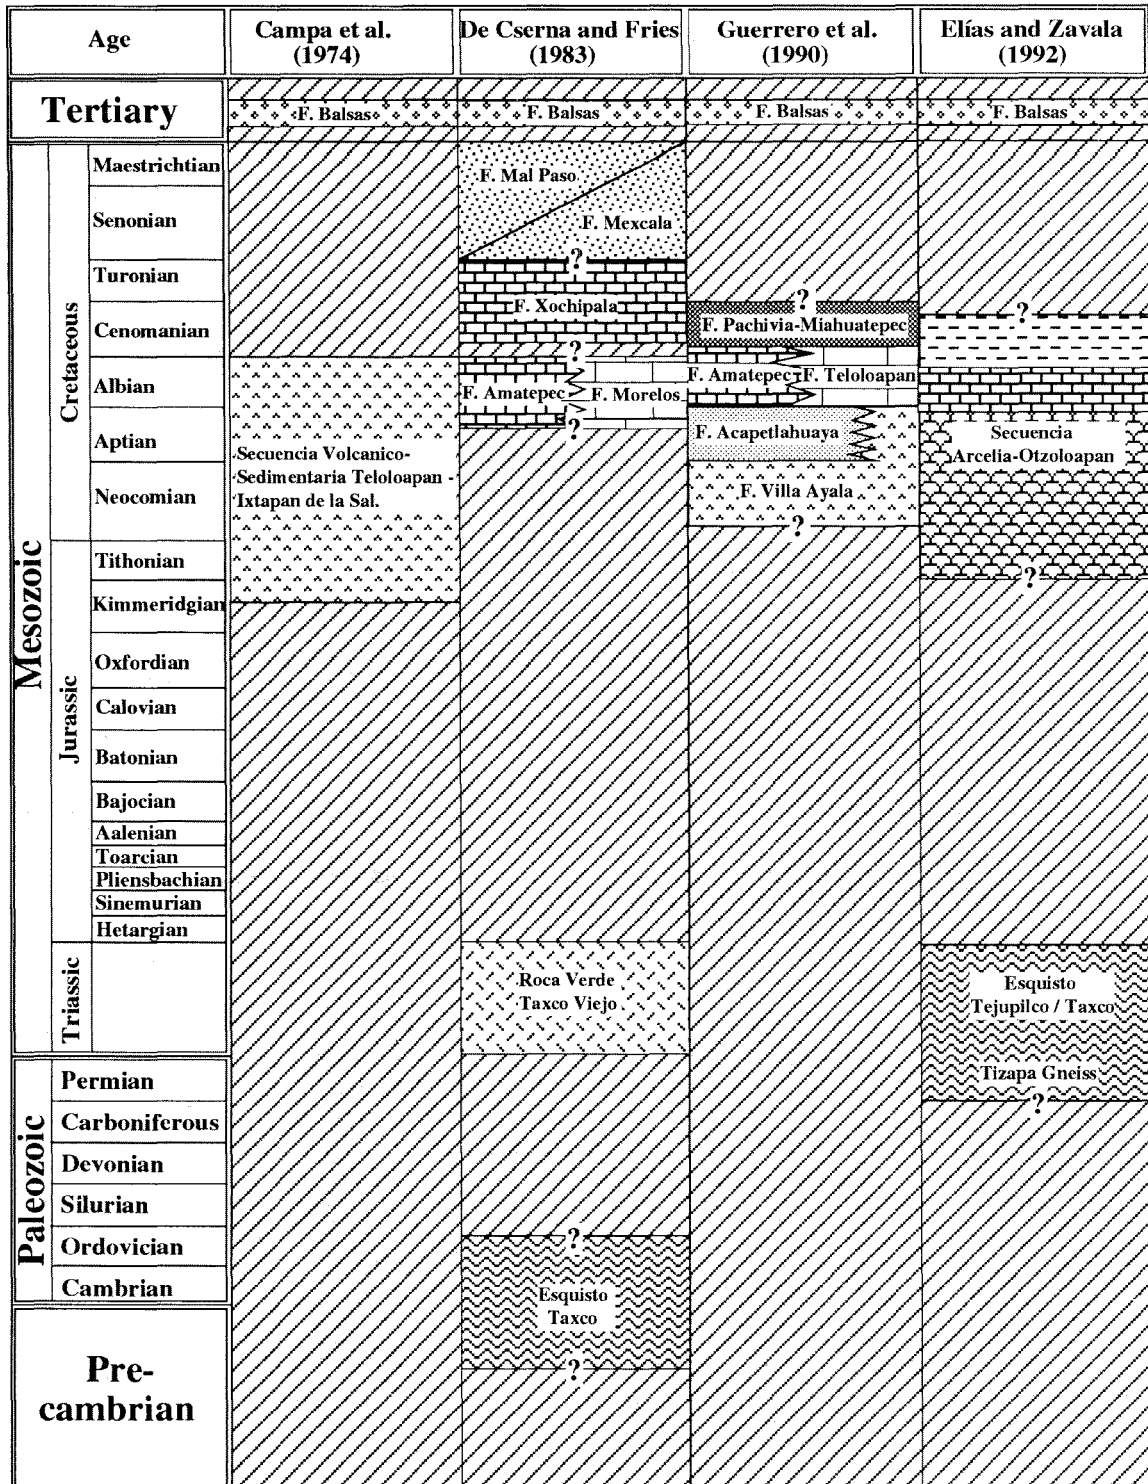 Age
Campa et al.
(1974)
De Cserna and Fries
(1983)
Guerrero et al.
(1990)
Elías and Zavala
(1992)
Tertiary
F. Balsas
F. Balsas
F. Balsas
F. Balsas
Mesozoic
Cretaceous
Maestrichtian
Senonian
Turonian
Cenomanian
Albian
Aptian
Neocomian
Jurassic
Tithonian
Kimmeridgian
Oxfordian
Calovian
Batonian
Bajocian
Aalenian
Toarcian
Pliensbachian
Sinemurian
Hetargian
Triassic
Paleozoic
Permian
Carboniferous
Devonian
Silurian
Ordovician
Cambrian
Pre-
cambrian
Secuencia Volcanico-
Sedimentaria Teloloapan -
Ixtapan de la Sal.
F. Mal Paso
F. Mexcala
?
F. Xochipala
?
F. Amatepec
F. Morelos
?
Roca Verde
Taxco Viejo
?
Esquisto
Taxco
?
?
F. Pachivia-Miahuatepec
F. Amatepec
F. Teloloapan
F. Acapetlahuaya
F. Villa Ayala
?
?
Secuencia
Arcelia-Otzoloapan
?
Esquisto
Tejupilco / Taxco
Tizapa Gneiss
?